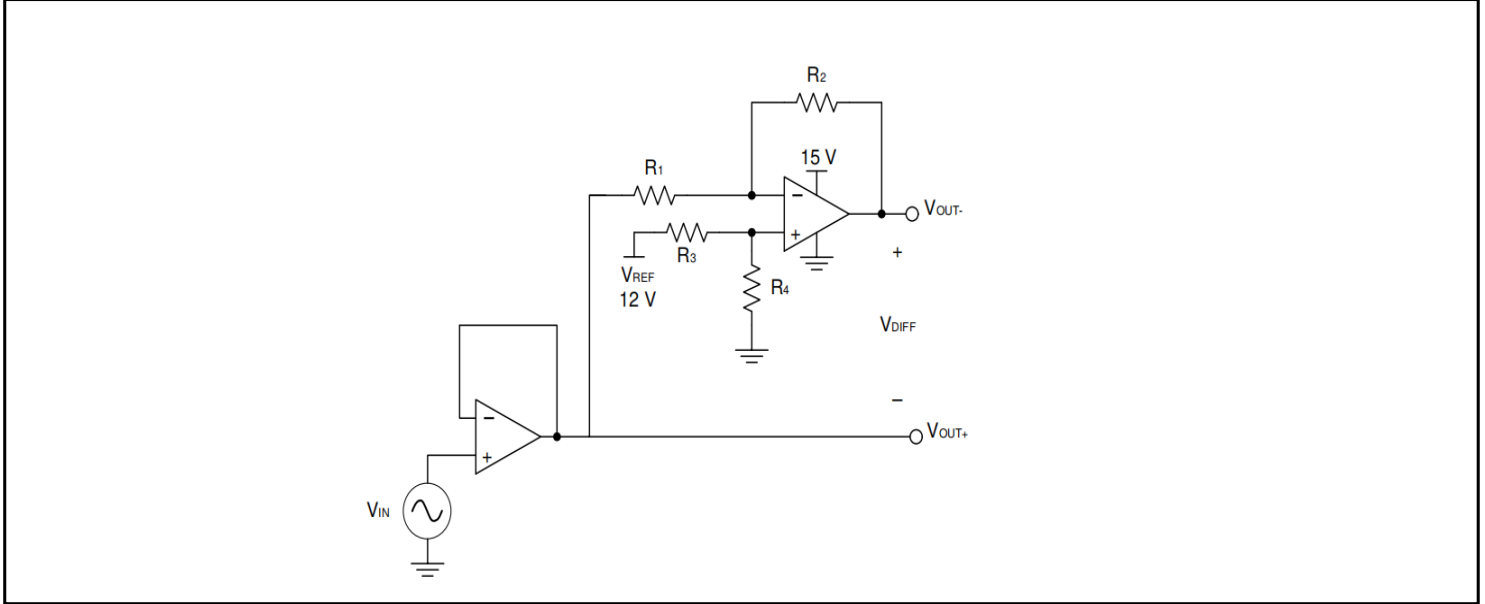 R2
15 V
R1
−
+
VOUT-
R3
VREF
12 V
R4
+
VDIFF
−
−
+
VOUT+
VIN